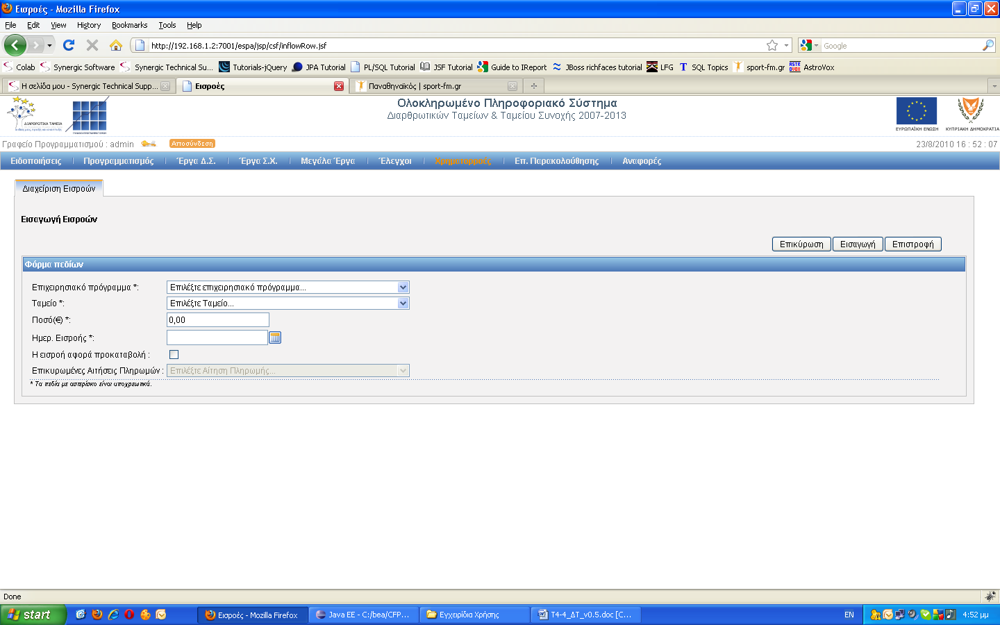 Εισροές - Mozilla Firefox
File Edit View History Bookmarks Tools Help
http://192.168.1.2:7001/espa/jsp/csf/inflowRow.jsf
Google
Colab Synergic Software Synergic Technical Su... Tutorials-jQuery JPA Tutorial PL/SQL Tutorial JSF Tutorial Guide to IReport JBoss richfaces tutorial LFG SQL Topics sport-fm.gr AstroVox
Η σελίδα μου - Synergic Technical Supp... Εισροές Παναθηναϊκός | sport-fm.gr
Ολοκληρωμένο Πληροφοριακό Σύστημα
Διαρθρωτικών Ταμείων & Ταμείου Συνοχής 2007-2013
ΔΙΑΡΘΡΩΤΙΚΑ ΤΑΜΕΙΑ
ΕΥΡΩΠΑΪΚΗ ΕΝΩΣΗ ΚΥΠΡΙΑΚΗ ΔΗΜΟΚΡΑΤΙΑ
Γραφείο Προγραμματισμού : admin Αποσύνδεση 23/8/2010 16 : 52 : 07
Ειδοποιήσεις Προγραμματισμός Έργα Δ.Σ. Έργα Σ.Χ. Μεγάλα Έργα Έλεγχοι Χρηματορροές Επ. Παρακολούθησης Αναφορές
Διαχείριση Εισροών
Εισαγωγή Εισροών
Επικύρωση Εισαγωγή Επιστροφή
Φόρμα πεδίων
Επιχειρησιακό πρόγραμμα *: Επιλέξτε επιχειρησιακό πρόγραμμα...
Ταμείο *: Επιλέξτε Ταμείο...
Ποσό(€) *: 0,00
Ημερ. Εισροής *:
Η εισροή αφορά προκαταβολή :
Επικυρωμένες Αιτήσεις Πληρωμών : Επιλέξτε Αίτηση Πληρωμής...
* Τα πεδία με αστερίσκο είναι υποχρεωτικά.
Done
start Εισροές - Mozilla Firefox Java EE - C:/bea/CFP... Εγχειρίδια Χρήσης T4-4_ΔΤ_v0.5.doc [C... EN 4:52 μμ